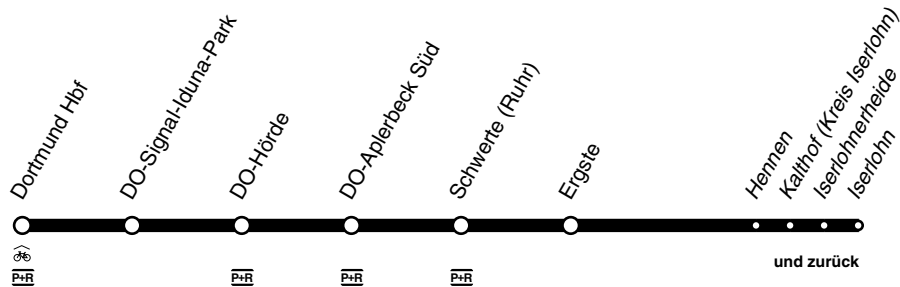 Dortmund Hbf
DO-Signal-Iduna-Park
DO-Hörde
DO-Aplerbeck Süd
Schwerte (Ruhr)
Ergste
Hennen
Kalthof (Kreis Iserlohn)
Iserlohnerheide
Iserlohn
und zurück
P+R
P+R
P+R
P+R